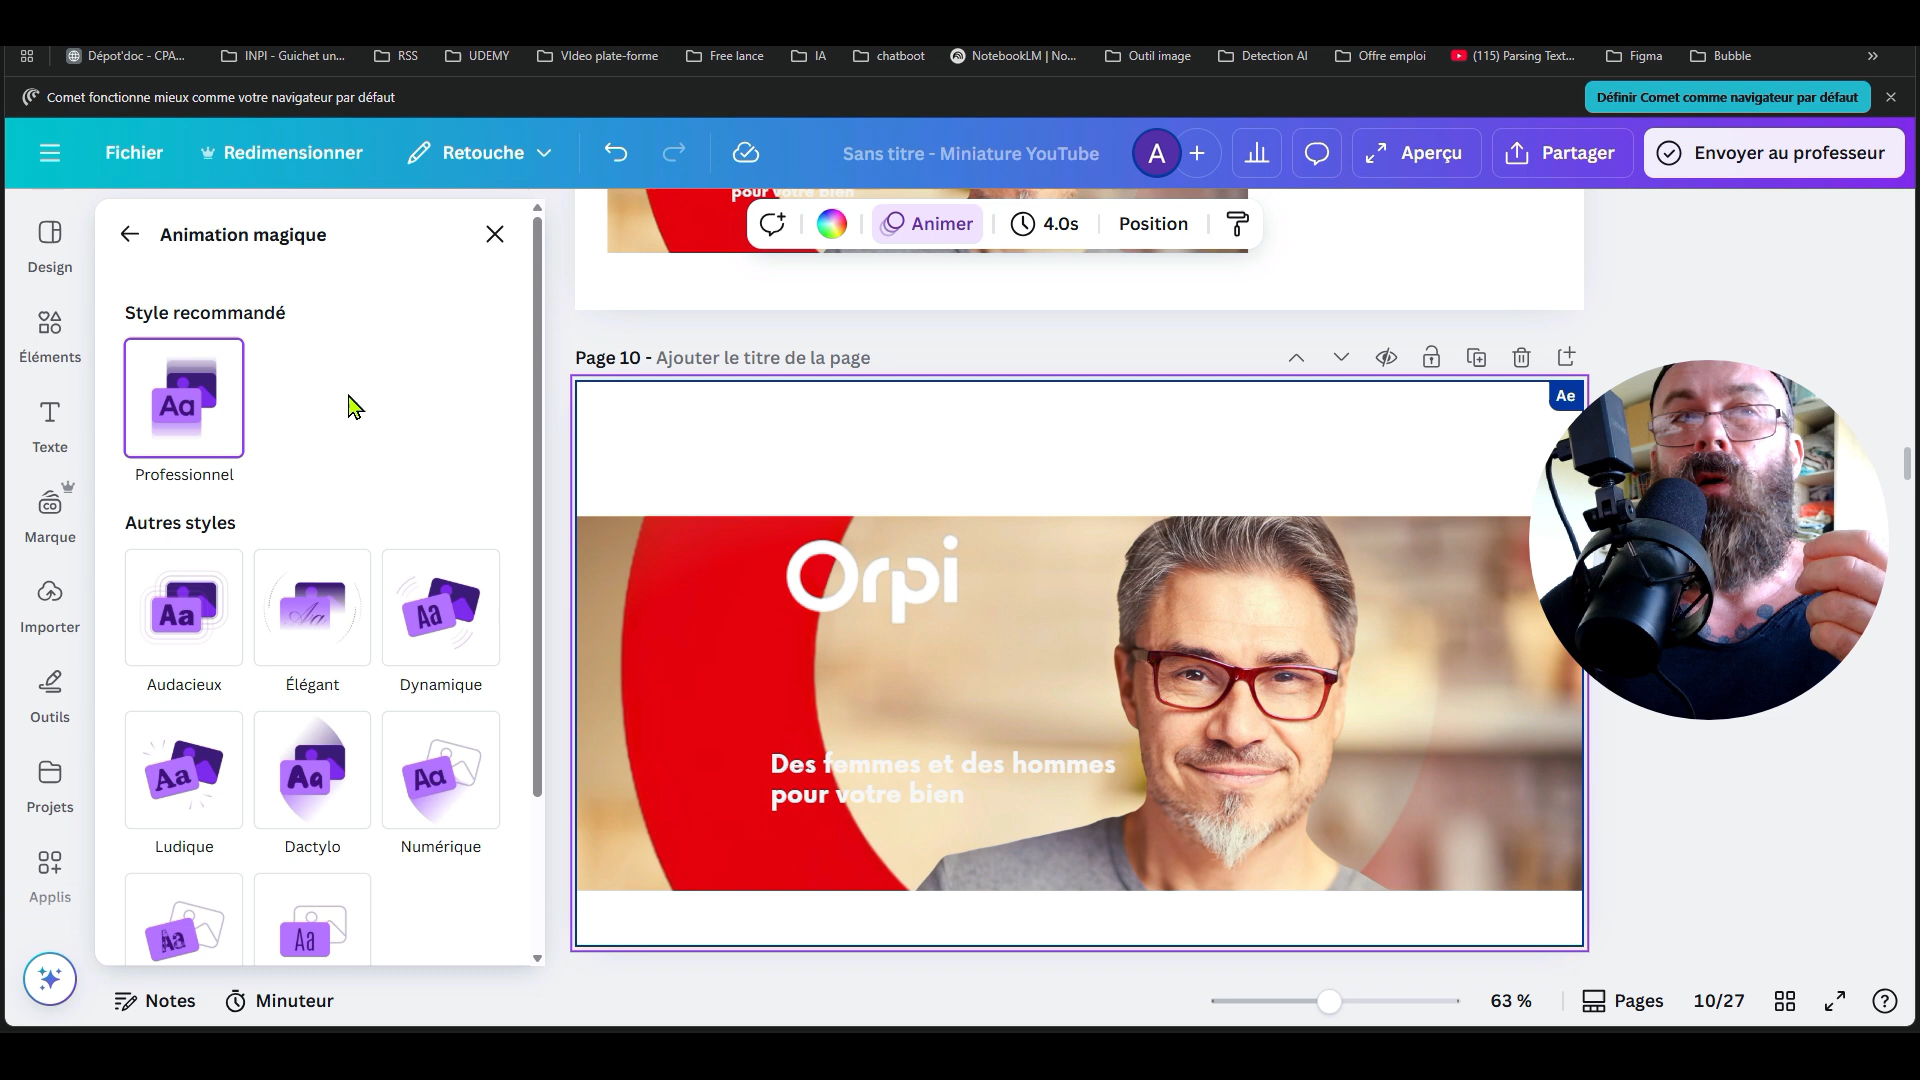 Dépot'doc - CPA...
INPI - Guichet un...
RSS
UDEMY
VIdeo plate-forme
Free lance
IA
chatboot
NotebookLM | No...
Outil image
Detection AI
Offre emploi
(115) Parsing Text...
Figma
Bubble
Comet fonctionne mieux comme votre navigateur par défaut
Définir Comet comme navigateur par défaut
Fichier
Redimensionner
Retouche
Sans titre - Miniature YouTube
A
Aperçu
Partager
Envoyer au professeur
pour votre bien
Animer
4.0s
Position
Design
Éléments
Texte
Marque
Importer
Outils
Projets
Applis
Animation magique
Style recommandé
Aa
Professionnel
Autres styles
Aa
Aa
Aa
Audacieux
Élégant
Dynamique
Aa
Aa
Aa
Ludique
Dactylo
Numérique
Aa
Aa
Page 10 - Ajouter le titre de la page
Ae
Orpi
Des femmes et des hommes
pour votre bien
Notes
Minuteur
63 %
Pages
10/27